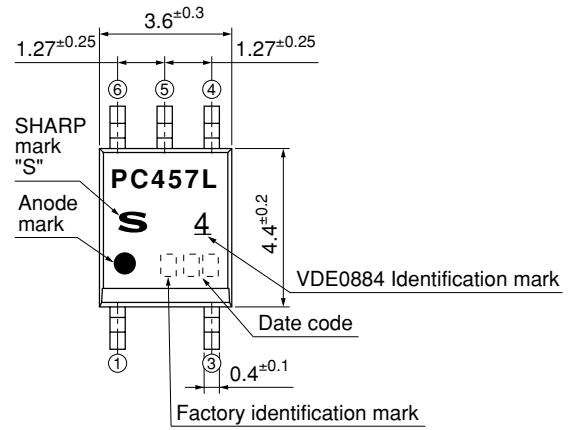 3.6±0.3
1.27±0.25 1.27±0.25
⑥ ⑤ ④
SHARP
mark
"S"
PC457L
S
Anode
mark
4
4.4±0.2
VDE0884 Identification mark
Date code
① ③
0.4±0.1
Factory identification mark